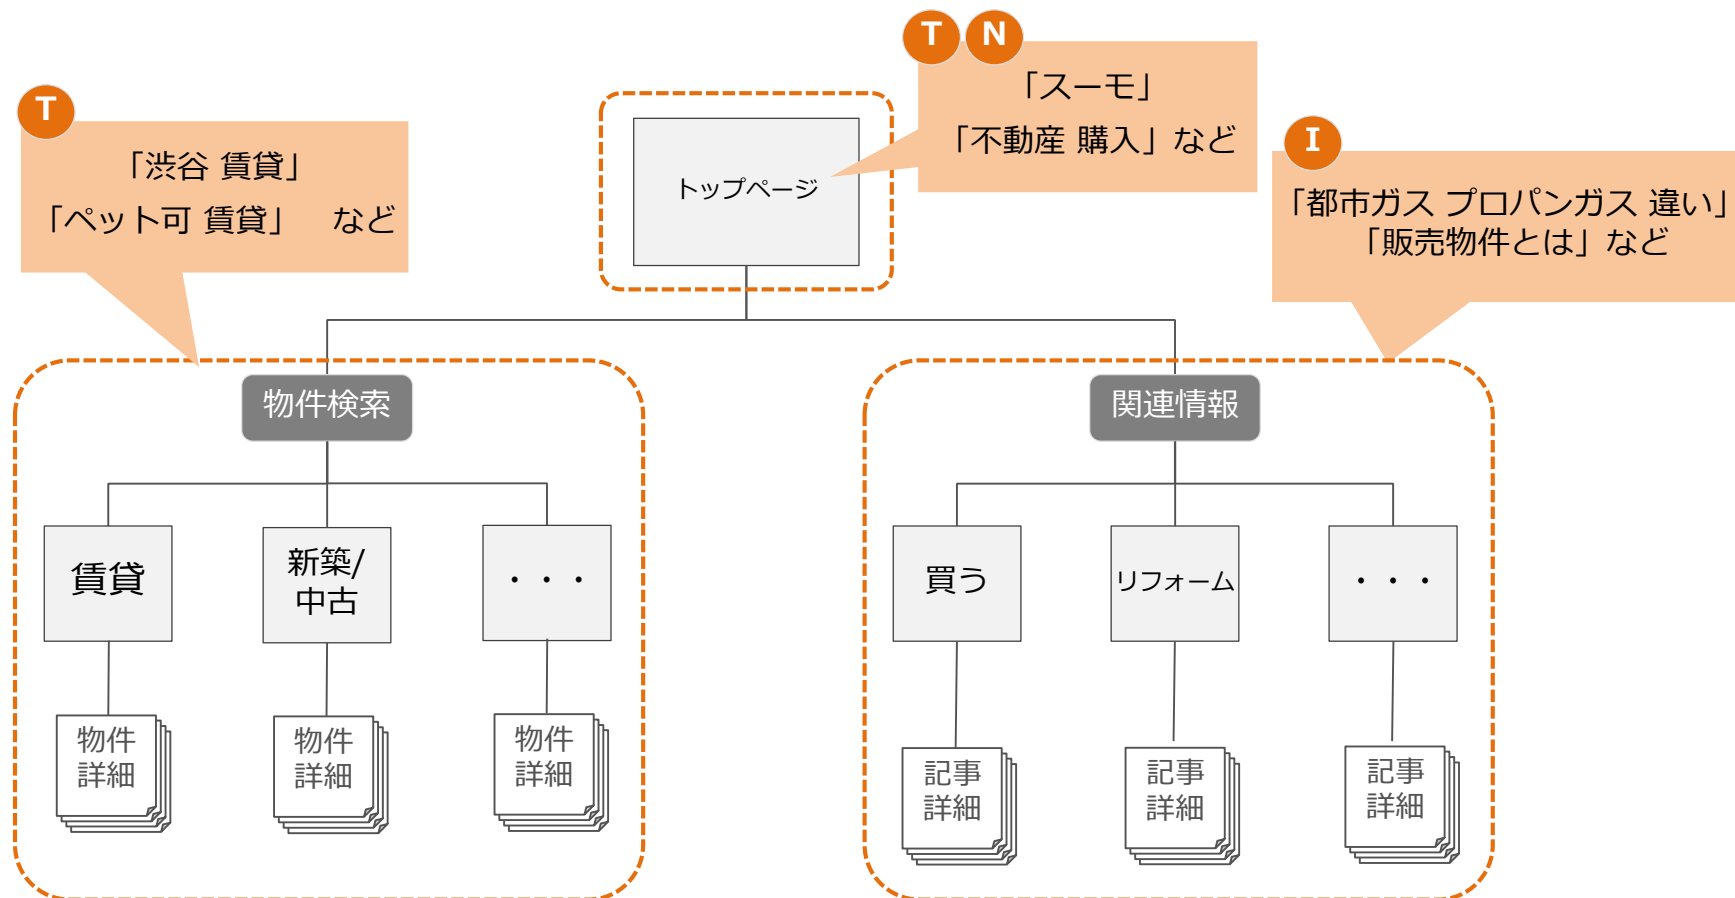 T N
「スーモ」
「不動産 購入」など
T
「渋谷 賃貸」
「ペット可 賃貸」　など
I
「都市ガス プロパンガス 違い」
「販売物件とは」など
トップページ
物件検索
関連情報
賃貸
新築/
中古
・・・
買う
リフォーム
・・・
物件
詳細
物件
詳細
物件
詳細
記事
詳細
記事
詳細
記事
詳細